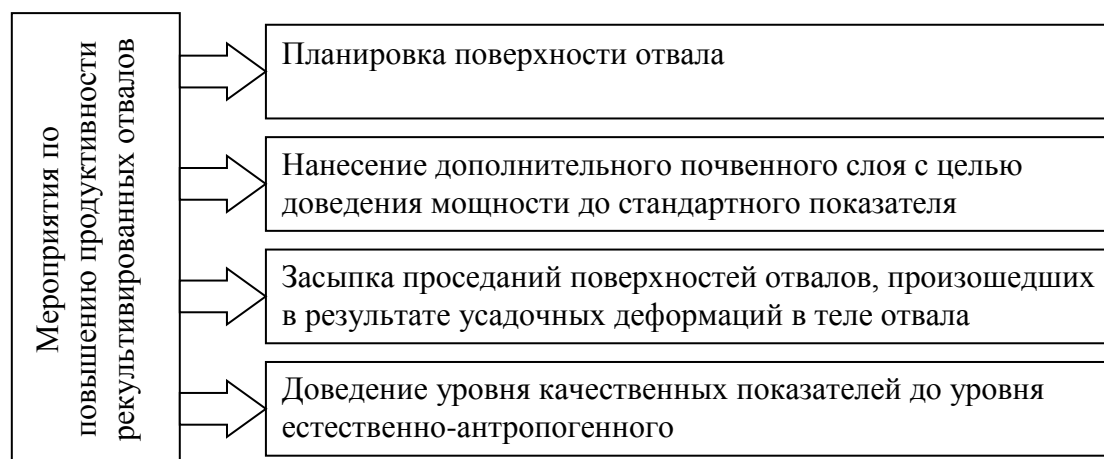 Мероприятия по
повышению продуктивности
рекультивированных отвалов
Планировка поверхности отвала
Нанесение дополнительного почвенного слоя с целью
доведения мощности до стандартного показателя
Засыпка проседаний поверхностей отвалов, произошедших
в результате усадочных деформаций в теле отвала
Доведение уровня качественных показателей до уровня
естественно-антропогенного